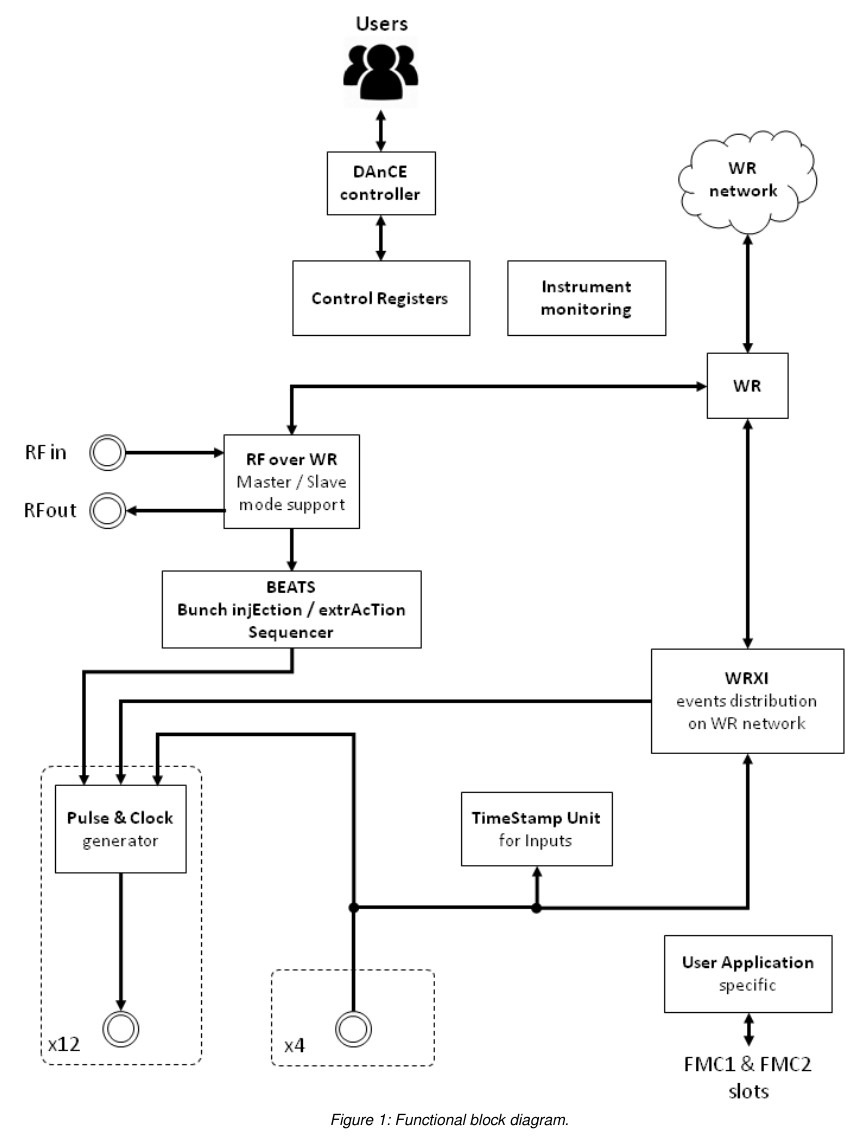 Users
DAnCE
controller
WR
network
Control Registers
Instrument
monitoring
WR
RF in
RFout
RF over WR
Master / Slave
mode support
BEATS
Bunch injEction / extrAcTion
Sequencer
WRXI
events distribution
on WR network
Pulse & Clock
generator
TimeStamp Unit
for Inputs
User Application
specific
x12
x4
FMC1 & FMC2
slots
Figure 1: Functional block diagram.